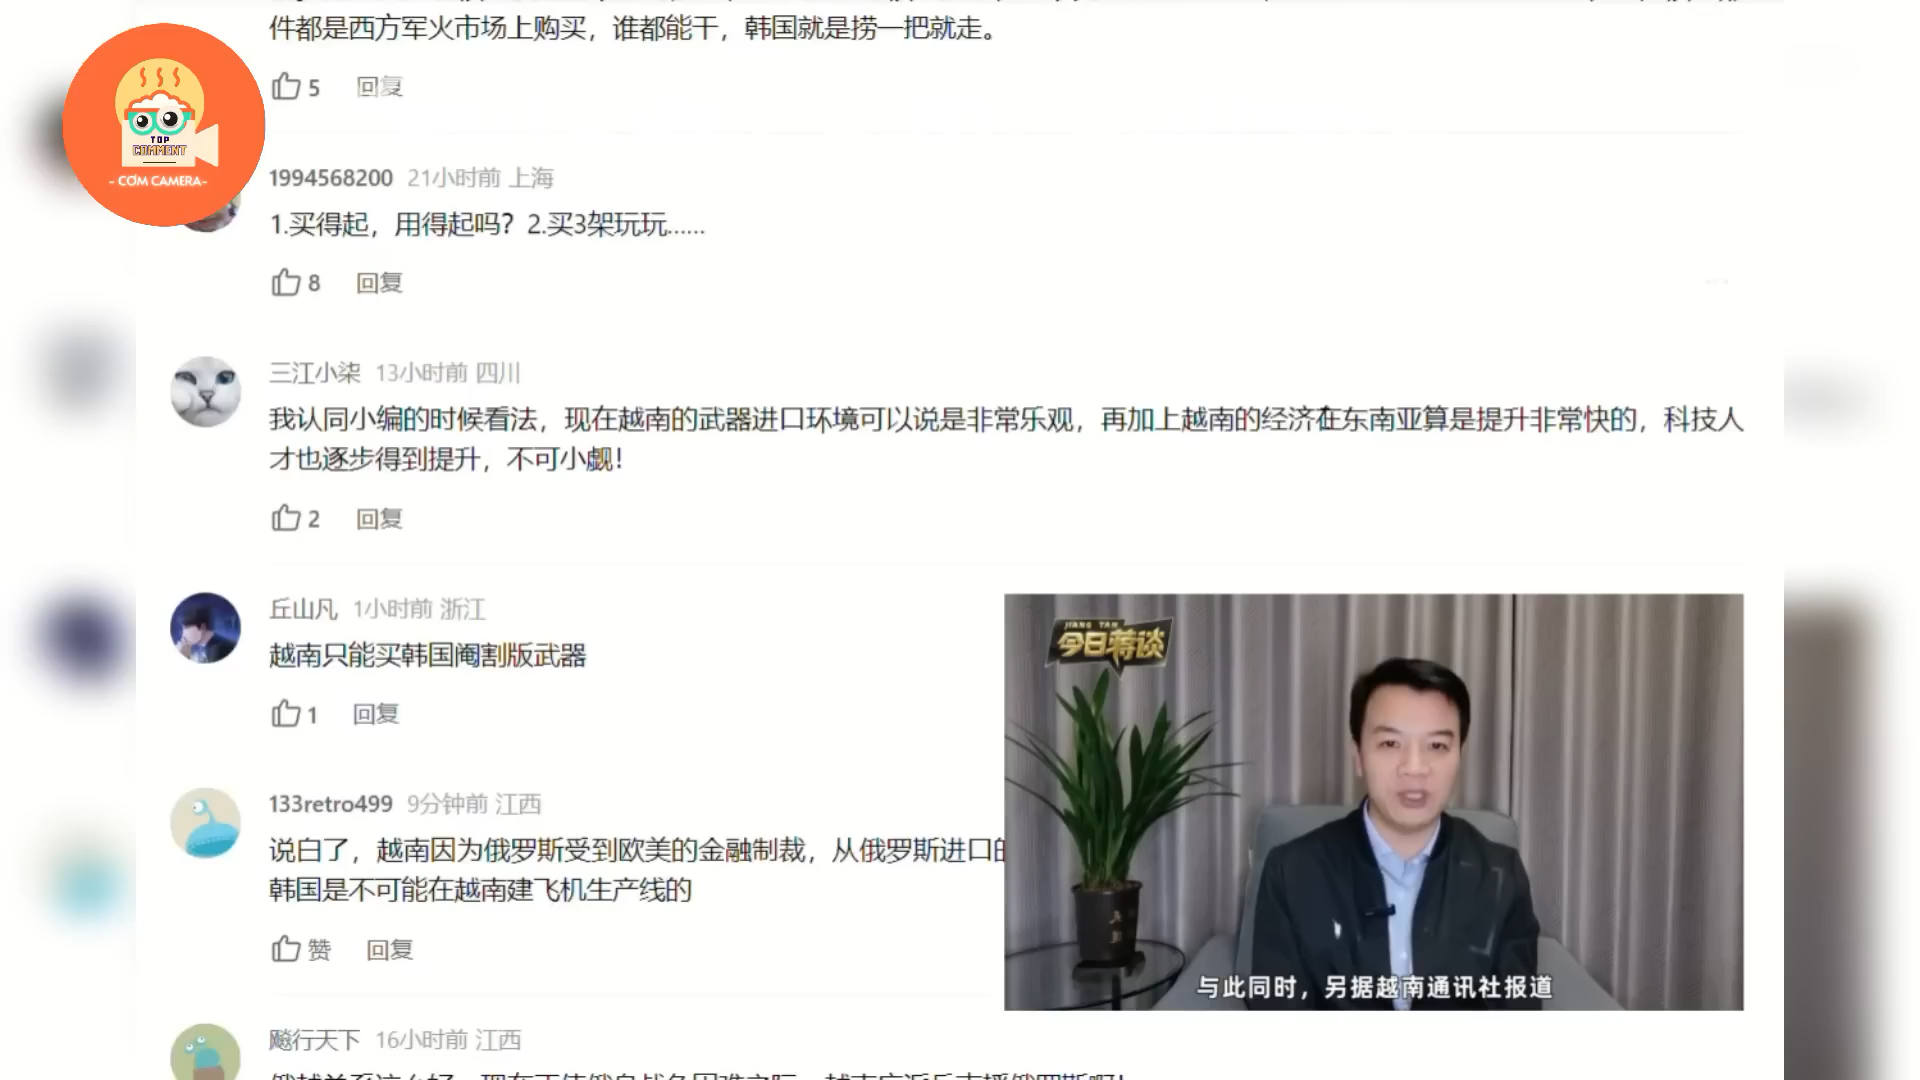 件都是西方军火市场上购买，谁都能干，韩国就是捞一把就走。
5 回复
TOP
COMMENT
- CƠM CAMERA-
1994568200 21小时前 上海
1.买得起，用得起吗？2.买3架玩玩……
8 回复
三江小柒 13小时前 四川
我认同小编的时候看法，现在越南的武器进口环境可以说是非常乐观，再加上越南的经济在东南亚算是提升非常快的，科技人
才也逐步得到提升，不可小觑！
2 回复
丘山凡 1小时前 浙江
越南只能买韩国阉割版武器
1 回复
JIANG TAN
今日蒋谈
133retro499 9分钟前 江西
说白了，越南因为俄罗斯受到欧美的金融制裁，从俄罗斯进口的
韩国是不可能在越南建飞机生产线的
赞 回复
与此同时，另据越南通讯社报道
飚行天下 16小时前 江西